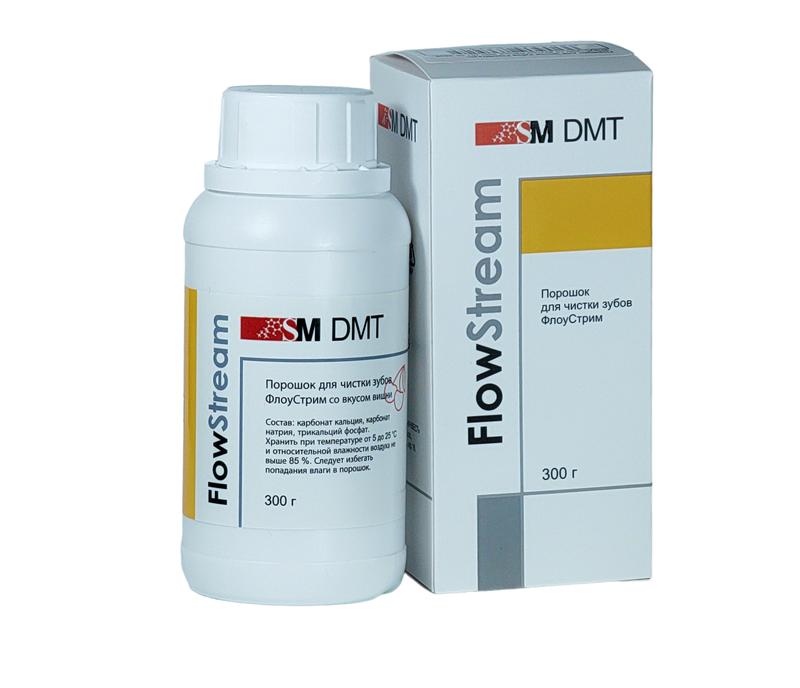 SM DMT
FlowStream
Порошок для чистки зубов
ФлоуСтрим со вкусом вишни
Состав: карбонат кальция, карбонат
натрия, трикальций фосфат.
Хранить при температуре от 5 до 25 °C
и относительной влажности воздуха не
выше 85 %. Следует избегать
попадания влаги в порошок.
300 г
SM DMT
SM DMT
FlowStream
Порошок
для чистки зубов
ФлоуСтрим
300 г